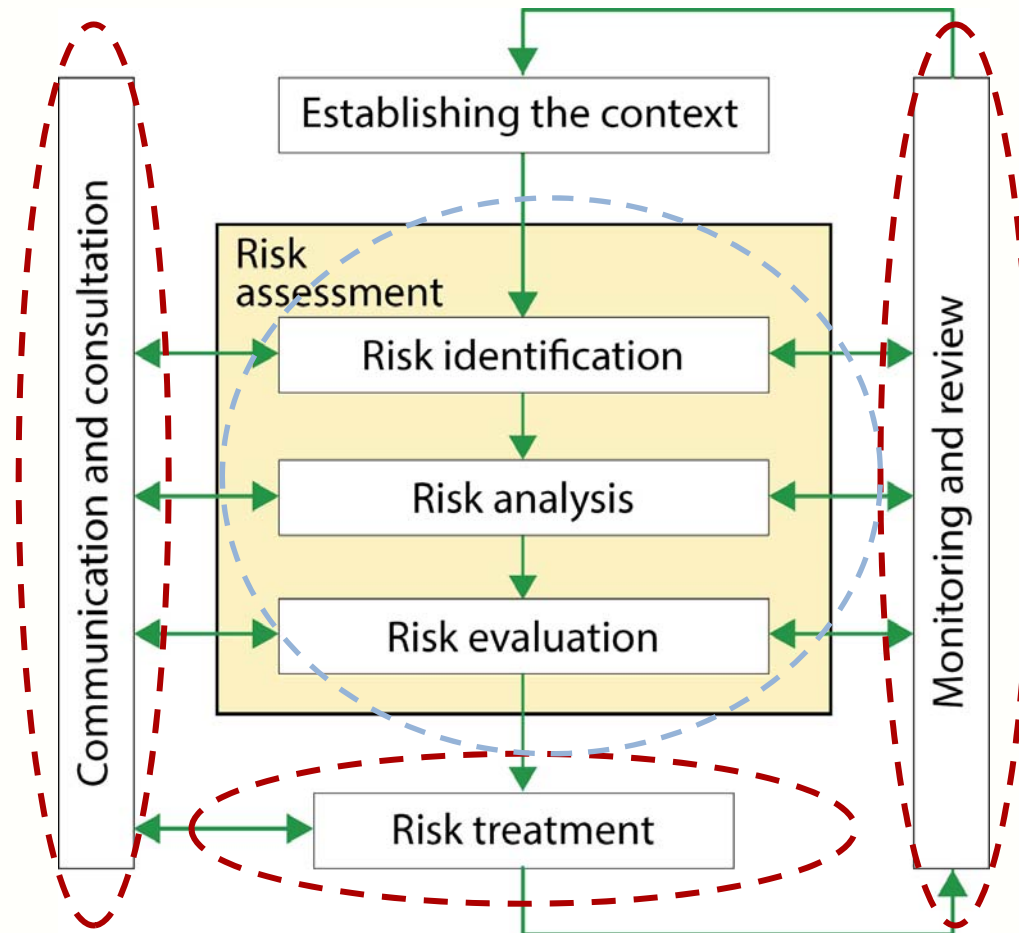 Establishing the context
Risk
assessment
Risk identification
Risk analysis
Risk evaluation
Risk treatment
Communication and consultation
Monitoring and review